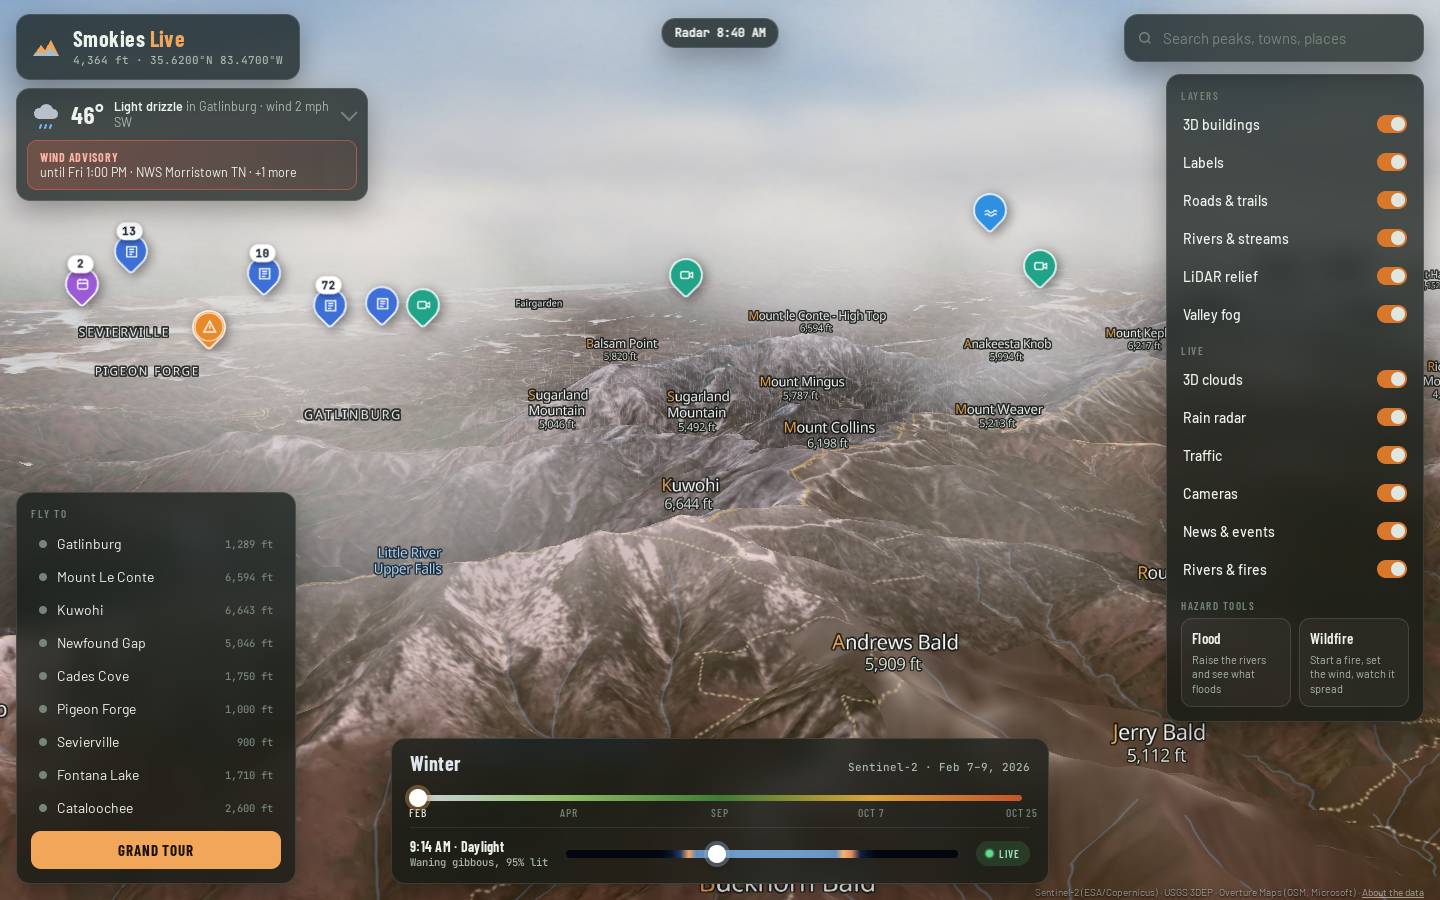 Smokies Live
4,364 ft · 35.6200°N 83.4700°W
Radar 8:40 AM
Search peaks, towns, places
46°
Light drizzle in Gatlinburg · wind 2 mph
SW
WIND ADVISORY
until Fri 1:00 PM · NWS Morristown TN · +1 more
LAYERS
3D buildings
Labels
Roads & trails
Rivers & streams
LiDAR relief
Valley fog
LIVE
3D clouds
Rain radar
Traffic
Cameras
News & events
Rivers & fires
HAZARD TOOLS
Flood
Raise the rivers
and see what
floods
Wildfire
Start a fire, set
the wind, watch it
spread
13
2
10
72
SEVIERVILLE
PIGEON FORGE
GATLINBURG
Fairgarden
Mount le Conte - High Top
6,594 ft
Balsam Point
5,820 ft
Anakeesta Knob
5,994 ft
Mount Kep
6,217 ft
Mount Mingus
5,787 ft
Sugarland
Mountain
5,046 ft
Sugarland
Mountain
5,492 ft
Mount Weaver
5,213 ft
Mount Collins
6,198 ft
Kuwohi
6,644 ft
Little River
Upper Falls
Rou
Andrews Bald
5,909 ft
Jerry Bald
5,112 ft
Buckhorn Bald
FLY TO
Gatlinburg 1,289 ft
Mount Le Conte 6,594 ft
Kuwohi 6,643 ft
Newfound Gap 5,046 ft
Cades Cove 1,750 ft
Pigeon Forge 1,000 ft
Sevierville 900 ft
Fontana Lake 1,710 ft
Cataloochee 2,600 ft
GRAND TOUR
Winter
Sentinel-2 · Feb 7–9, 2026
FEB APR SEP OCT 7 OCT 25
9:14 AM · Daylight
Waning gibbous, 95% lit
LIVE
Sentinel-2 (ESA/Copernicus) · USGS 3DEP · Overture Maps (OSM, Microsoft) · About the data